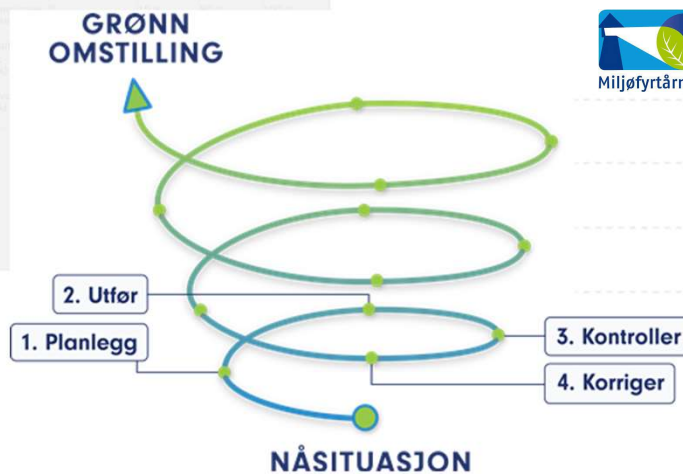 GRØNN
OMSTILLING
Miljøfyrtårn
2. Utfør
1. Planlegg
3. Kontroller
4. Korriger
NÅSITUASJON